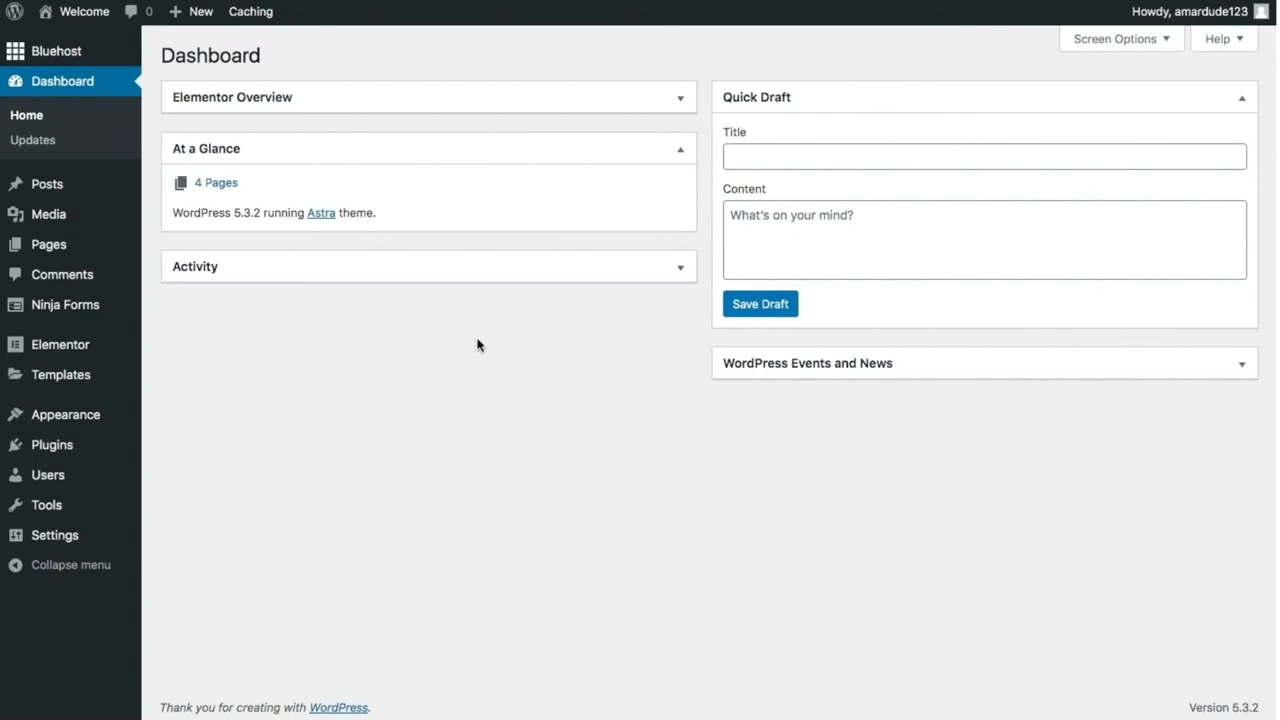 Welcome 0 New Caching Howdy, amardude123
Bluehost
Dashboard
Home
Updates
Posts
Media
Pages
Comments
Ninja Forms
Elementor
Templates
Appearance
Plugins
Users
Tools
Settings
Collapse menu
Screen Options Help
Dashboard
Elementor Overview
At a Glance
4 Pages
WordPress 5.3.2 running Astra theme.
Activity
Quick Draft
Title
Content
What's on your mind?
Save Draft
WordPress Events and News
Thank you for creating with WordPress. Version 5.3.2